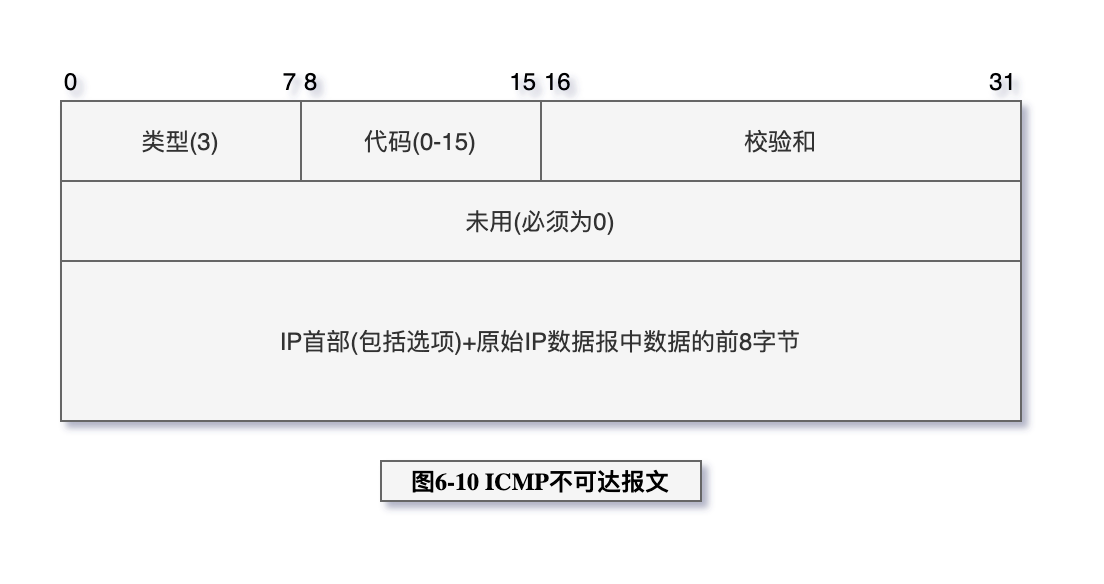 0 7 8 15 16 31
类型(3) 代码(0-15) 校验和
未用(必须为0)
IP首部(包括选项)+原始IP数据报中数据的前8字节
图6-10 ICMP不可达报文